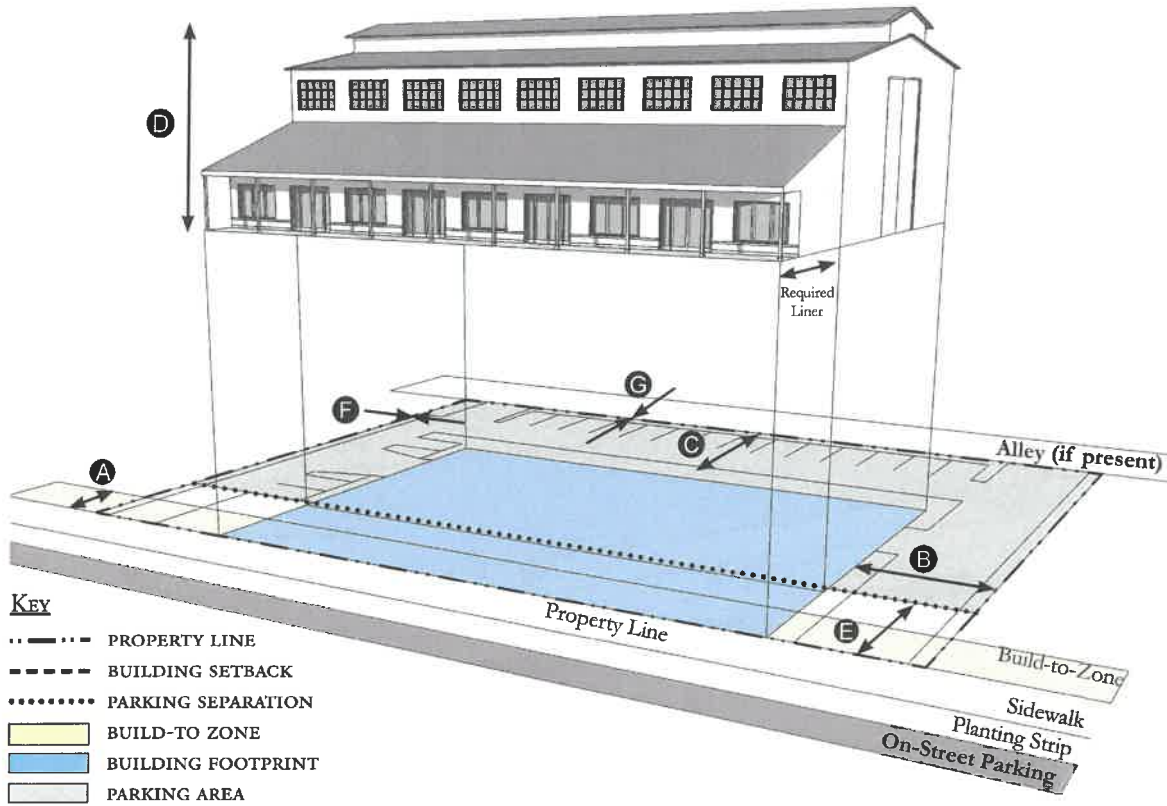 D
Required
Liner
G
F
C
Alley (if present)
A
B
E
Property Line
Build-to-Zone
Sidewalk
Planting Strip
On-Street Parking
KEY
PROPERTY LINE
BUILDING SETBACK
PARKING SEPARATION
BUILD-TO ZONE
BUILDING FOOTPRINT
PARKING AREA